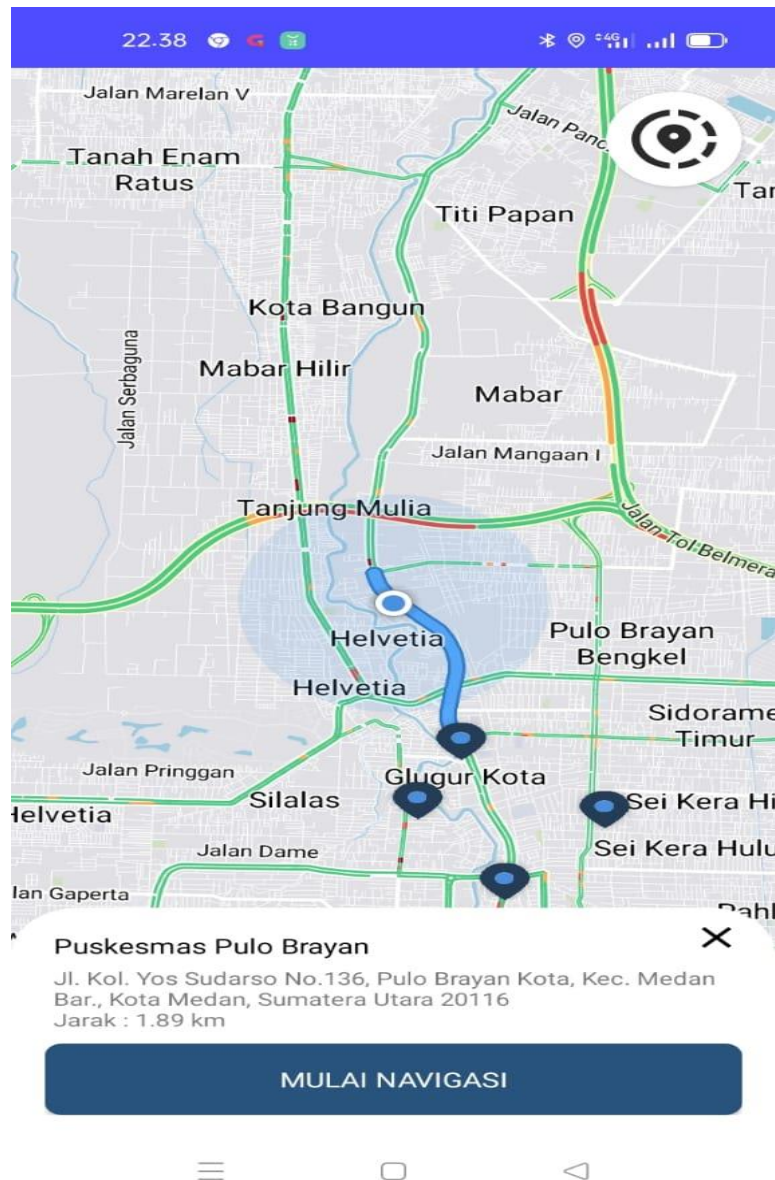 22.38
4G
Jalan Marelan V
Jalan Panc
Tanah Enam
Ratus
Tar
Titi Papan
Kota Bangun
Jalan Serbaguna
Mabar Hilir
Mabar
Jalan Mangaan I
Tanjung Mulia
Jalan Tol Belmera
Helvetia
Pulo Brayan
Bengkel
Helvetia
Sidorame
Timur
Jalan Pringgan
Glugur Kota
Silalas
Sei Kera Hi
Helvetia
Jalan Dame
Sei Kera Hulu
lan Gaperta
Pahl
Puskesmas Pulo Brayan
Jl. Kol. Yos Sudarso No.136, Pulo Brayan Kota, Kec. Medan
Bar., Kota Medan, Sumatera Utara 20116
Jarak : 1.89 km
MULAI NAVIGASI